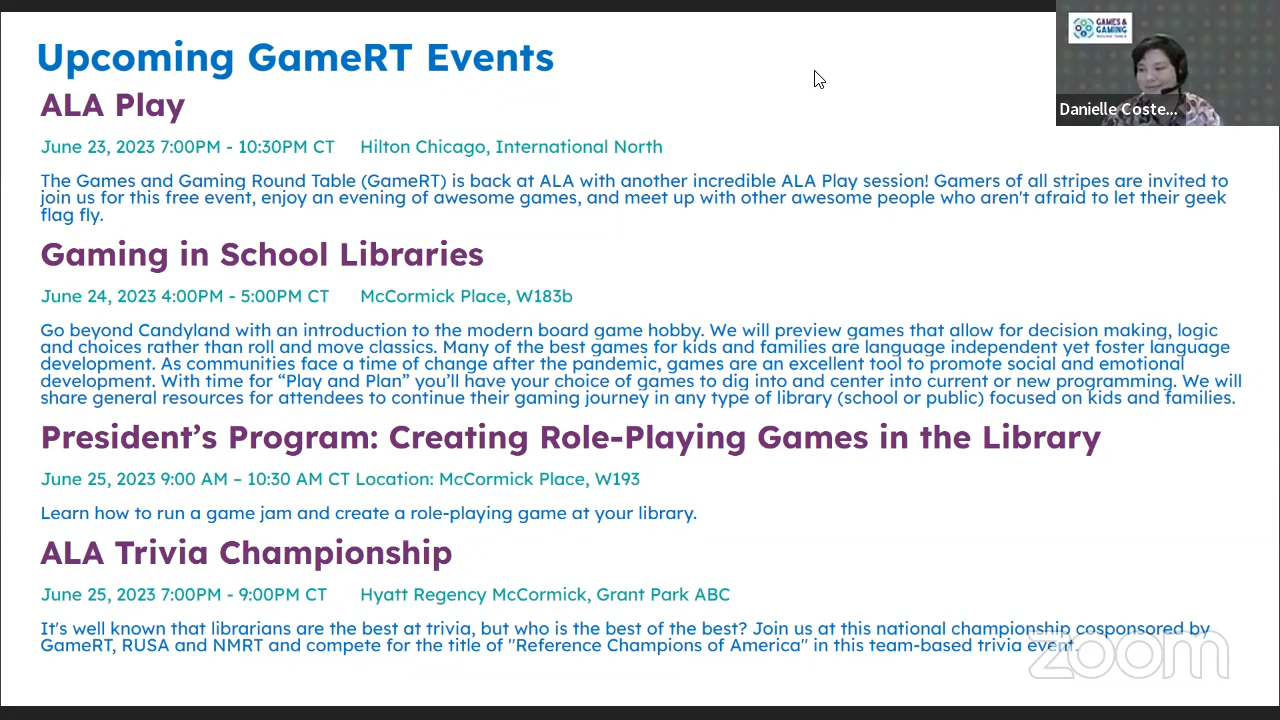 Upcoming GameRT Events
GAMES &
GAMING
Danielle Coste...
ALA Play
June 23, 2023 7:00PM - 10:30PM CT Hilton Chicago, International North
The Games and Gaming Round Table (GameRT) is back at ALA with another incredible ALA Play session! Gamers of all stripes are invited to
join us for this free event, enjoy an evening of awesome games, and meet up with other awesome people who aren't afraid to let their geek
flag fly.
Gaming in School Libraries
June 24, 2023 4:00PM - 5:00PM CT McCormick Place, W183b
Go beyond Candyland with an introduction to the modern board game hobby. We will preview games that allow for decision making, logic
and choices rather than roll and move classics. Many of the best games for kids and families are language independent yet foster language
development. As communities face a time of change after the pandemic, games are an excellent tool to promote social and emotional
development. With time for “Play and Plan” you’ll have your choice of games to dig into and center into current or new programming. We will
share general resources for attendees to continue their gaming journey in any type of library (school or public) focused on kids and families.
President’s Program: Creating Role-Playing Games in the Library
June 25, 2023 9:00 AM – 10:30 AM CT Location: McCormick Place, W193
Learn how to run a game jam and create a role-playing game at your library.
ALA Trivia Championship
June 25, 2023 7:00PM - 9:00PM CT Hyatt Regency McCormick, Grant Park ABC
It's well known that librarians are the best at trivia, but who is the best of the best? Join us at this national championship cosponsored by
GameRT, RUSA and NMRT and compete for the title of "Reference Champions of America" in this team-based trivia event.
zoom